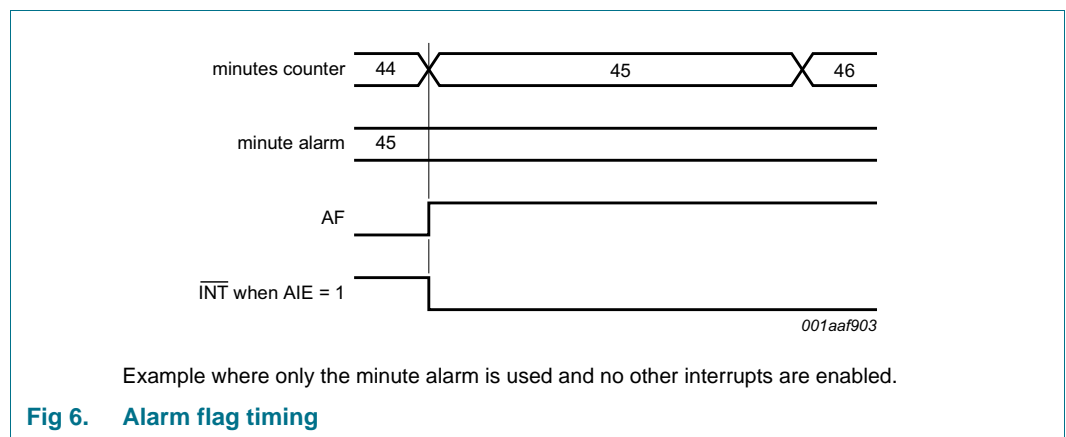 minutes counter 44 45 46
minute alarm 45
AF
INT when AIE = 1
001aaf903
Example where only the minute alarm is used and no other interrupts are enabled.
Fig 6. Alarm flag timing